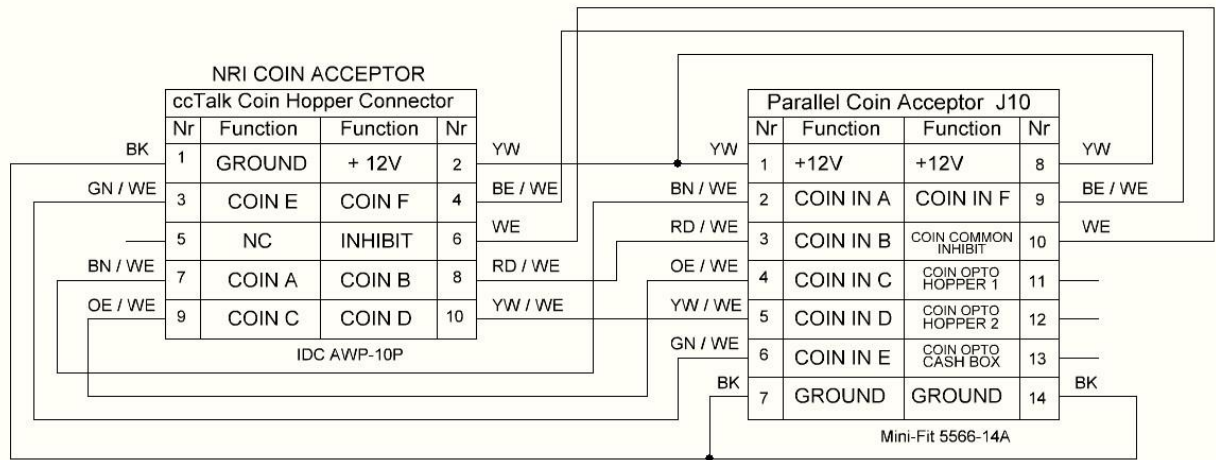 NRI COIN ACCEPTOR
ccTalk Coin Hopper Connector
Nr Function Function Nr
BK 1 GROUND + 12V 2 YW
GN / WE 3 COIN E COIN F 4 BE / WE
5 NC INHIBIT 6 WE
BN / WE 7 COIN A COIN B 8 RD / WE
OE / WE 9 COIN C COIN D 10 YW / WE
IDC AWP-10P
Parallel Coin Acceptor J10
Nr Function Function Nr
YW 1 +12V +12V 8 YW
BN / WE 2 COIN IN A COIN IN F 9 BE / WE
RD / WE 3 COIN IN B COIN COMMON INHIBIT 10 WE
OE / WE 4 COIN IN C COIN OPTO HOPPER 1 11
YW / WE 5 COIN IN D COIN OPTO HOPPER 2 12
GN / WE 6 COIN IN E COIN OPTO CASH BOX 13
BK 7 GROUND GROUND 14 BK
Mini-Fit 5566-14A